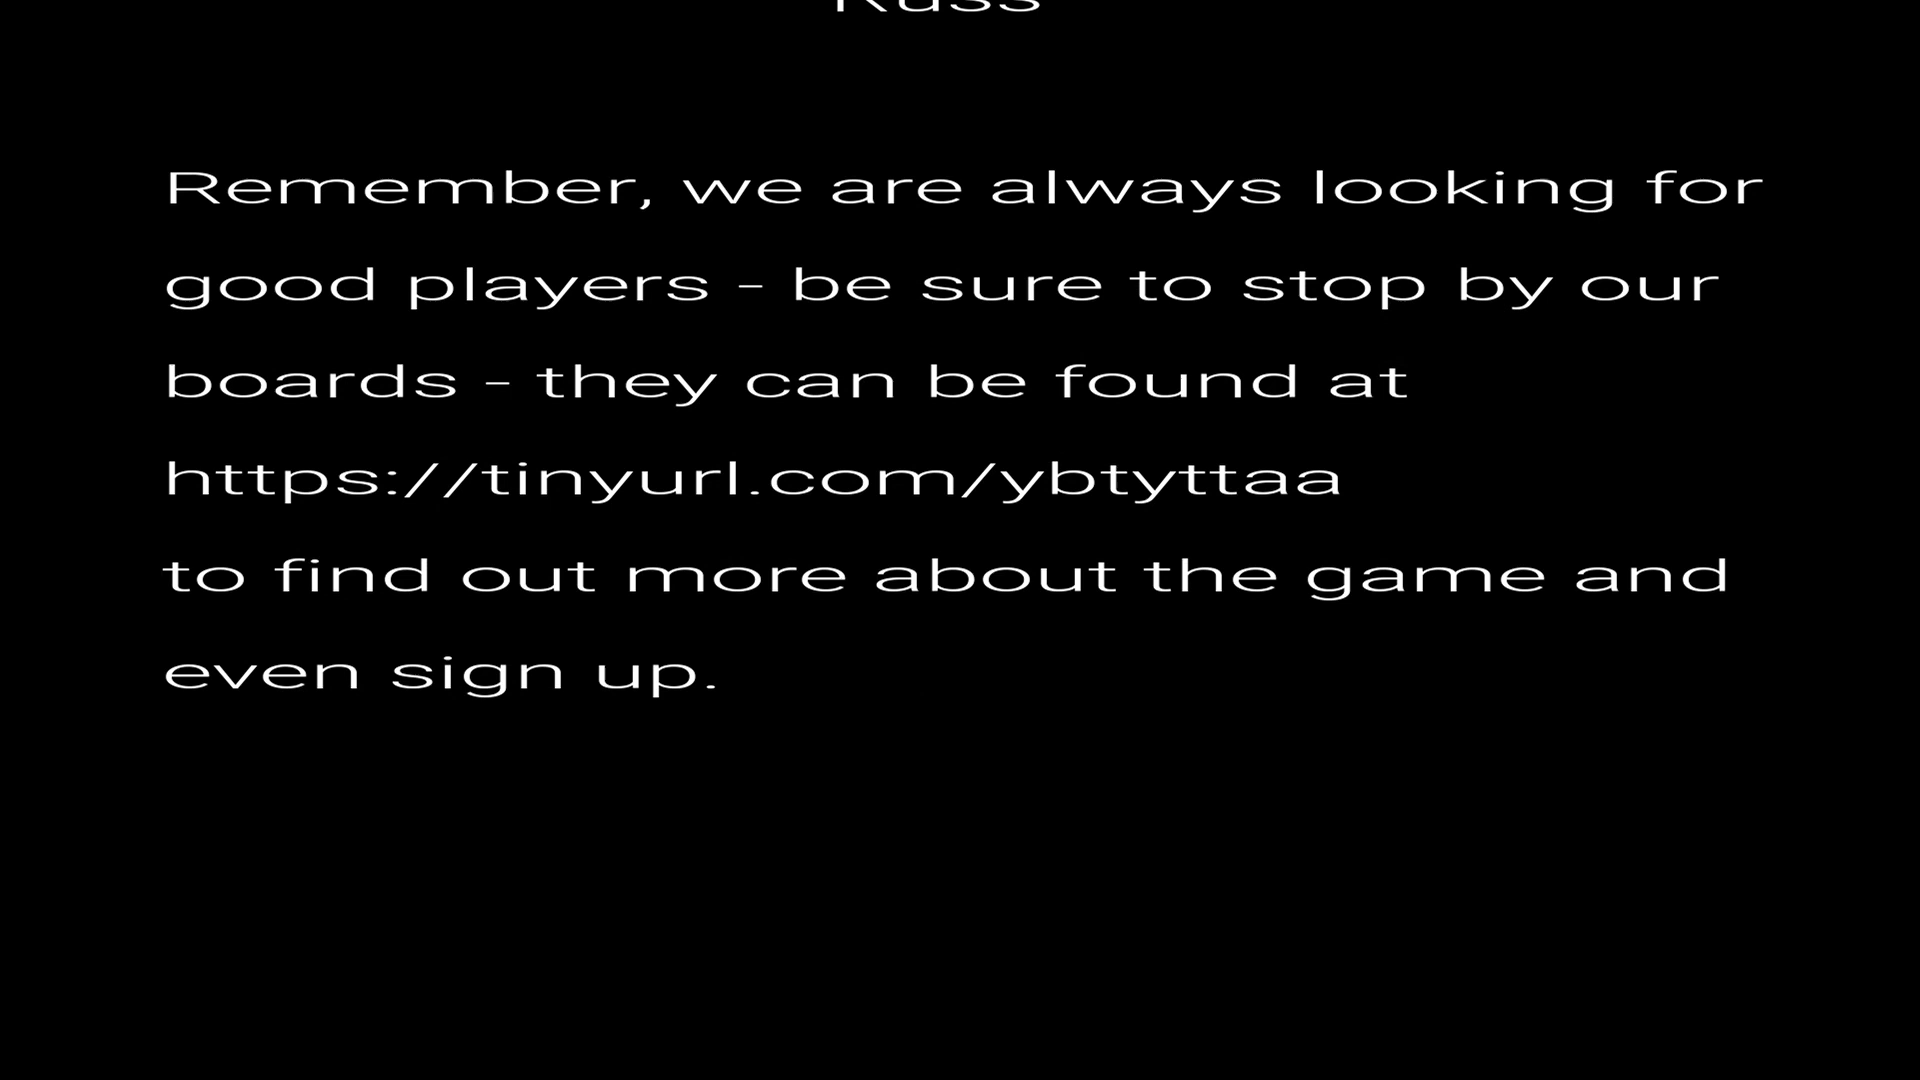 Russ
Remember, we are always looking for
good players - be sure to stop by our
boards - they can be found at
https://tinyurl.com/ybtyttaa
to find out more about the game and
even sign up.